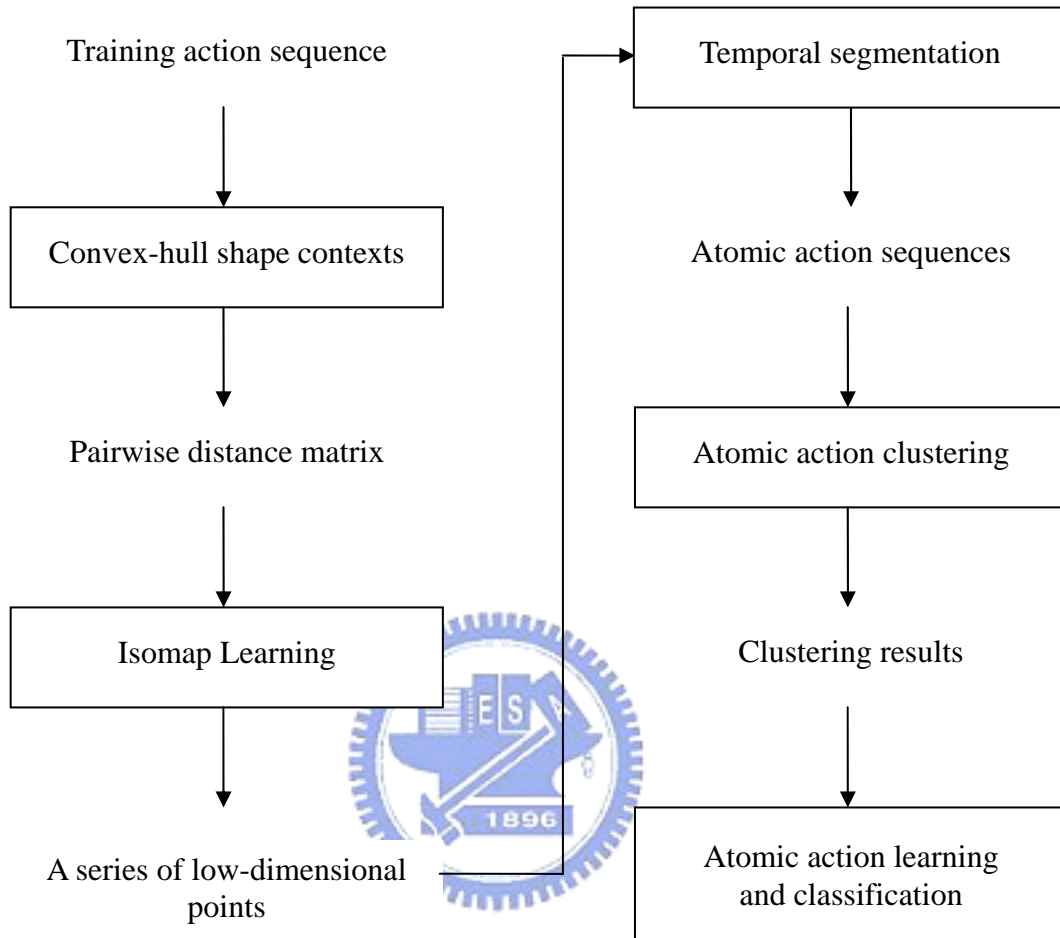 Training action sequence
Convex-hull shape contexts
Pairwise distance matrix
Isomap Learning
A series of low-dimensional
points
Temporal segmentation
Atomic action sequences
Atomic action clustering
Clustering results
Atomic action learning
and classification
E S
1896